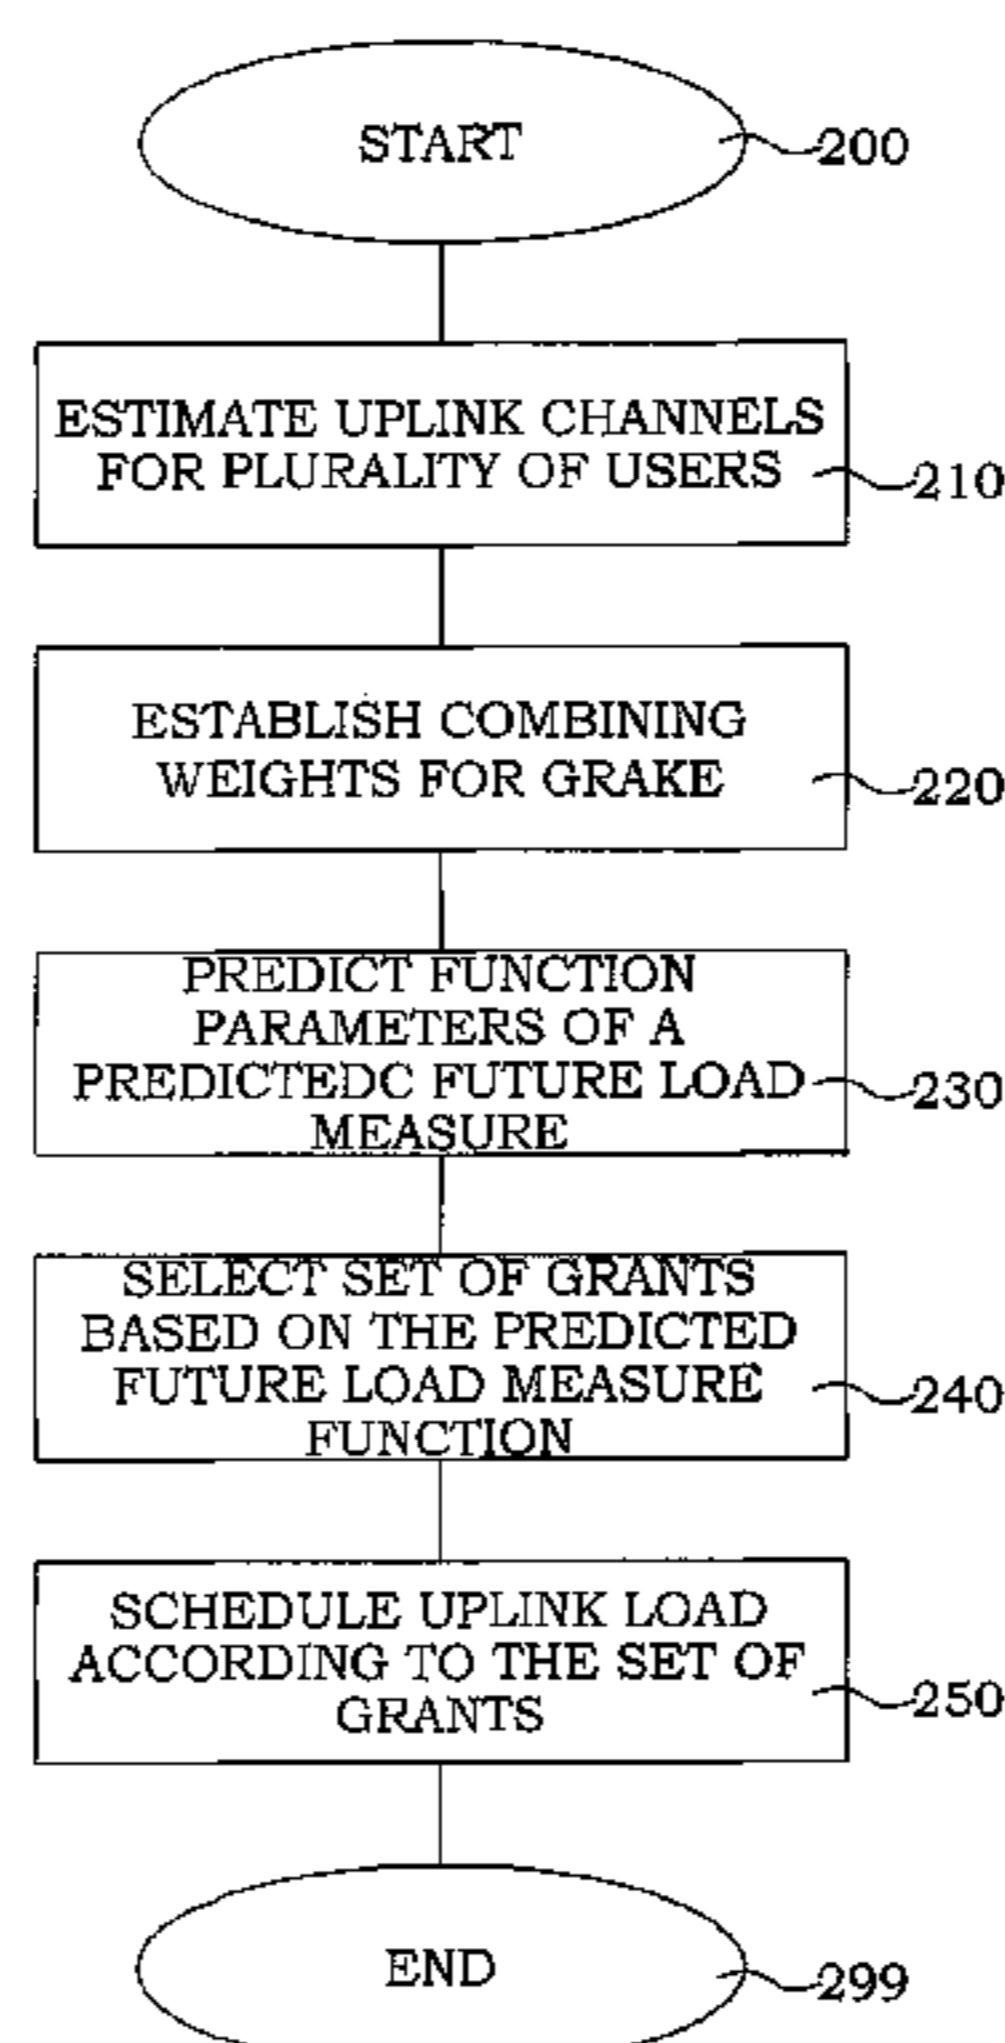 START
200
ESTIMATE UPLINK CHANNELS
FOR PLURALITY OF USERS
210
ESTABLISH COMBINING
WEIGHTS FOR GRAKE
220
PREDICT FUNCTION
PARAMETERS OF A
PREDICTEDC FUTURE LOAD
MEASURE
230
SELECT SET OF GRANTS
BASED ON THE PREDICTED
FUTURE LOAD MEASURE
FUNCTION
240
SCHEDULE UPLINK LOAD
ACCORDING TO THE SET OF
GRANTS
250
END
299